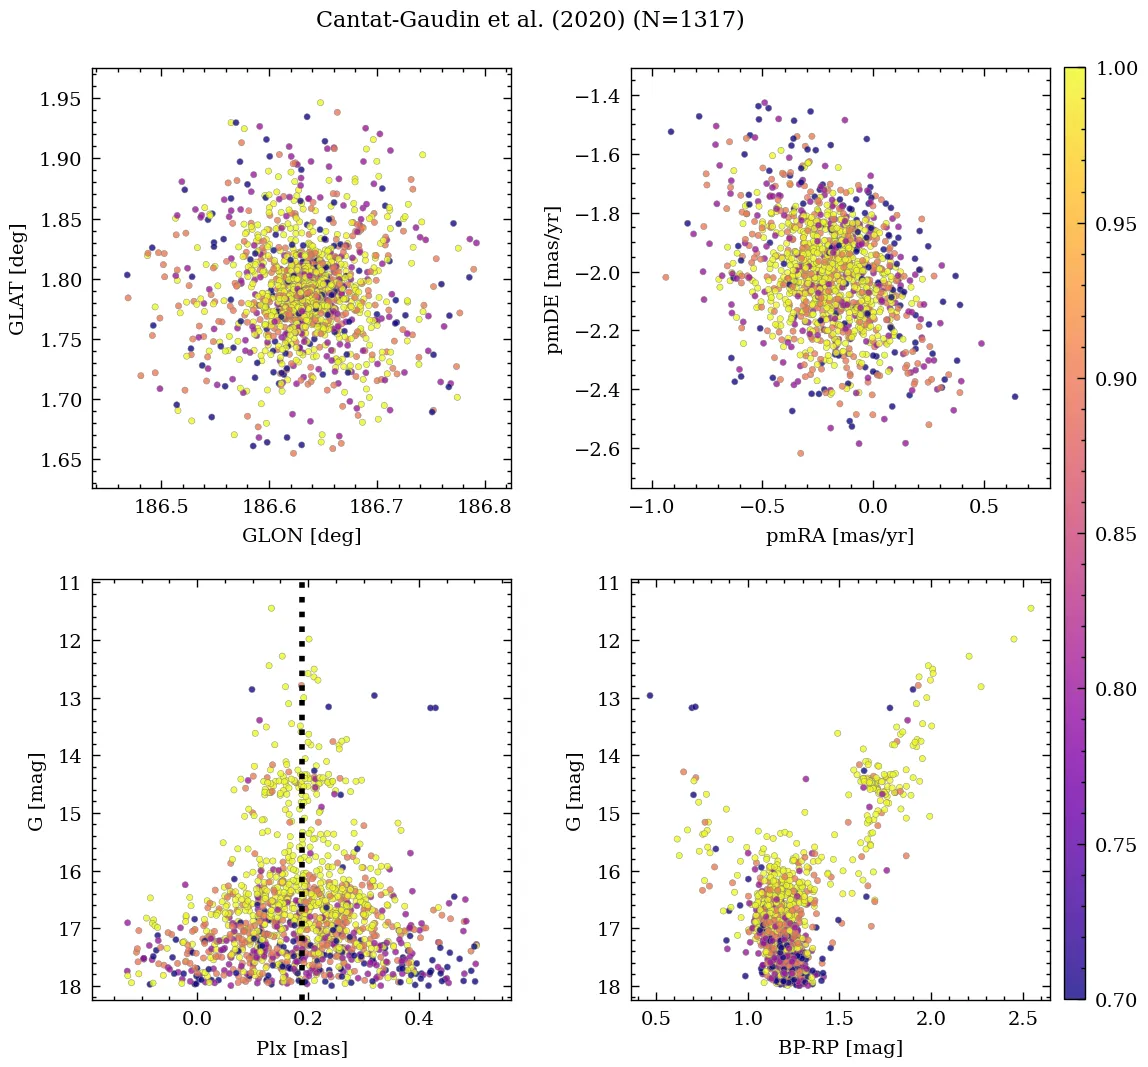 Cantat-Gaudin et al. (2020) (N=1317)
1.95
1.90
1.85
1.80
1.75
1.70
1.65
GLAT [deg]
186.5 186.6 186.7 186.8
GLON [deg]
−1.4
−1.6
−1.8
−2.0
−2.2
−2.4
−2.6
pmDE [mas/yr]
−1.0 −0.5 0.0 0.5
pmRA [mas/yr]
11
12
13
14
15
16
17
18
G [mag]
0.0 0.2 0.4
Plx [mas]
11
12
13
14
15
16
17
18
G [mag]
0.5 1.0 1.5 2.0 2.5
BP-RP [mag]
1.00
0.95
0.90
0.85
0.80
0.75
0.70